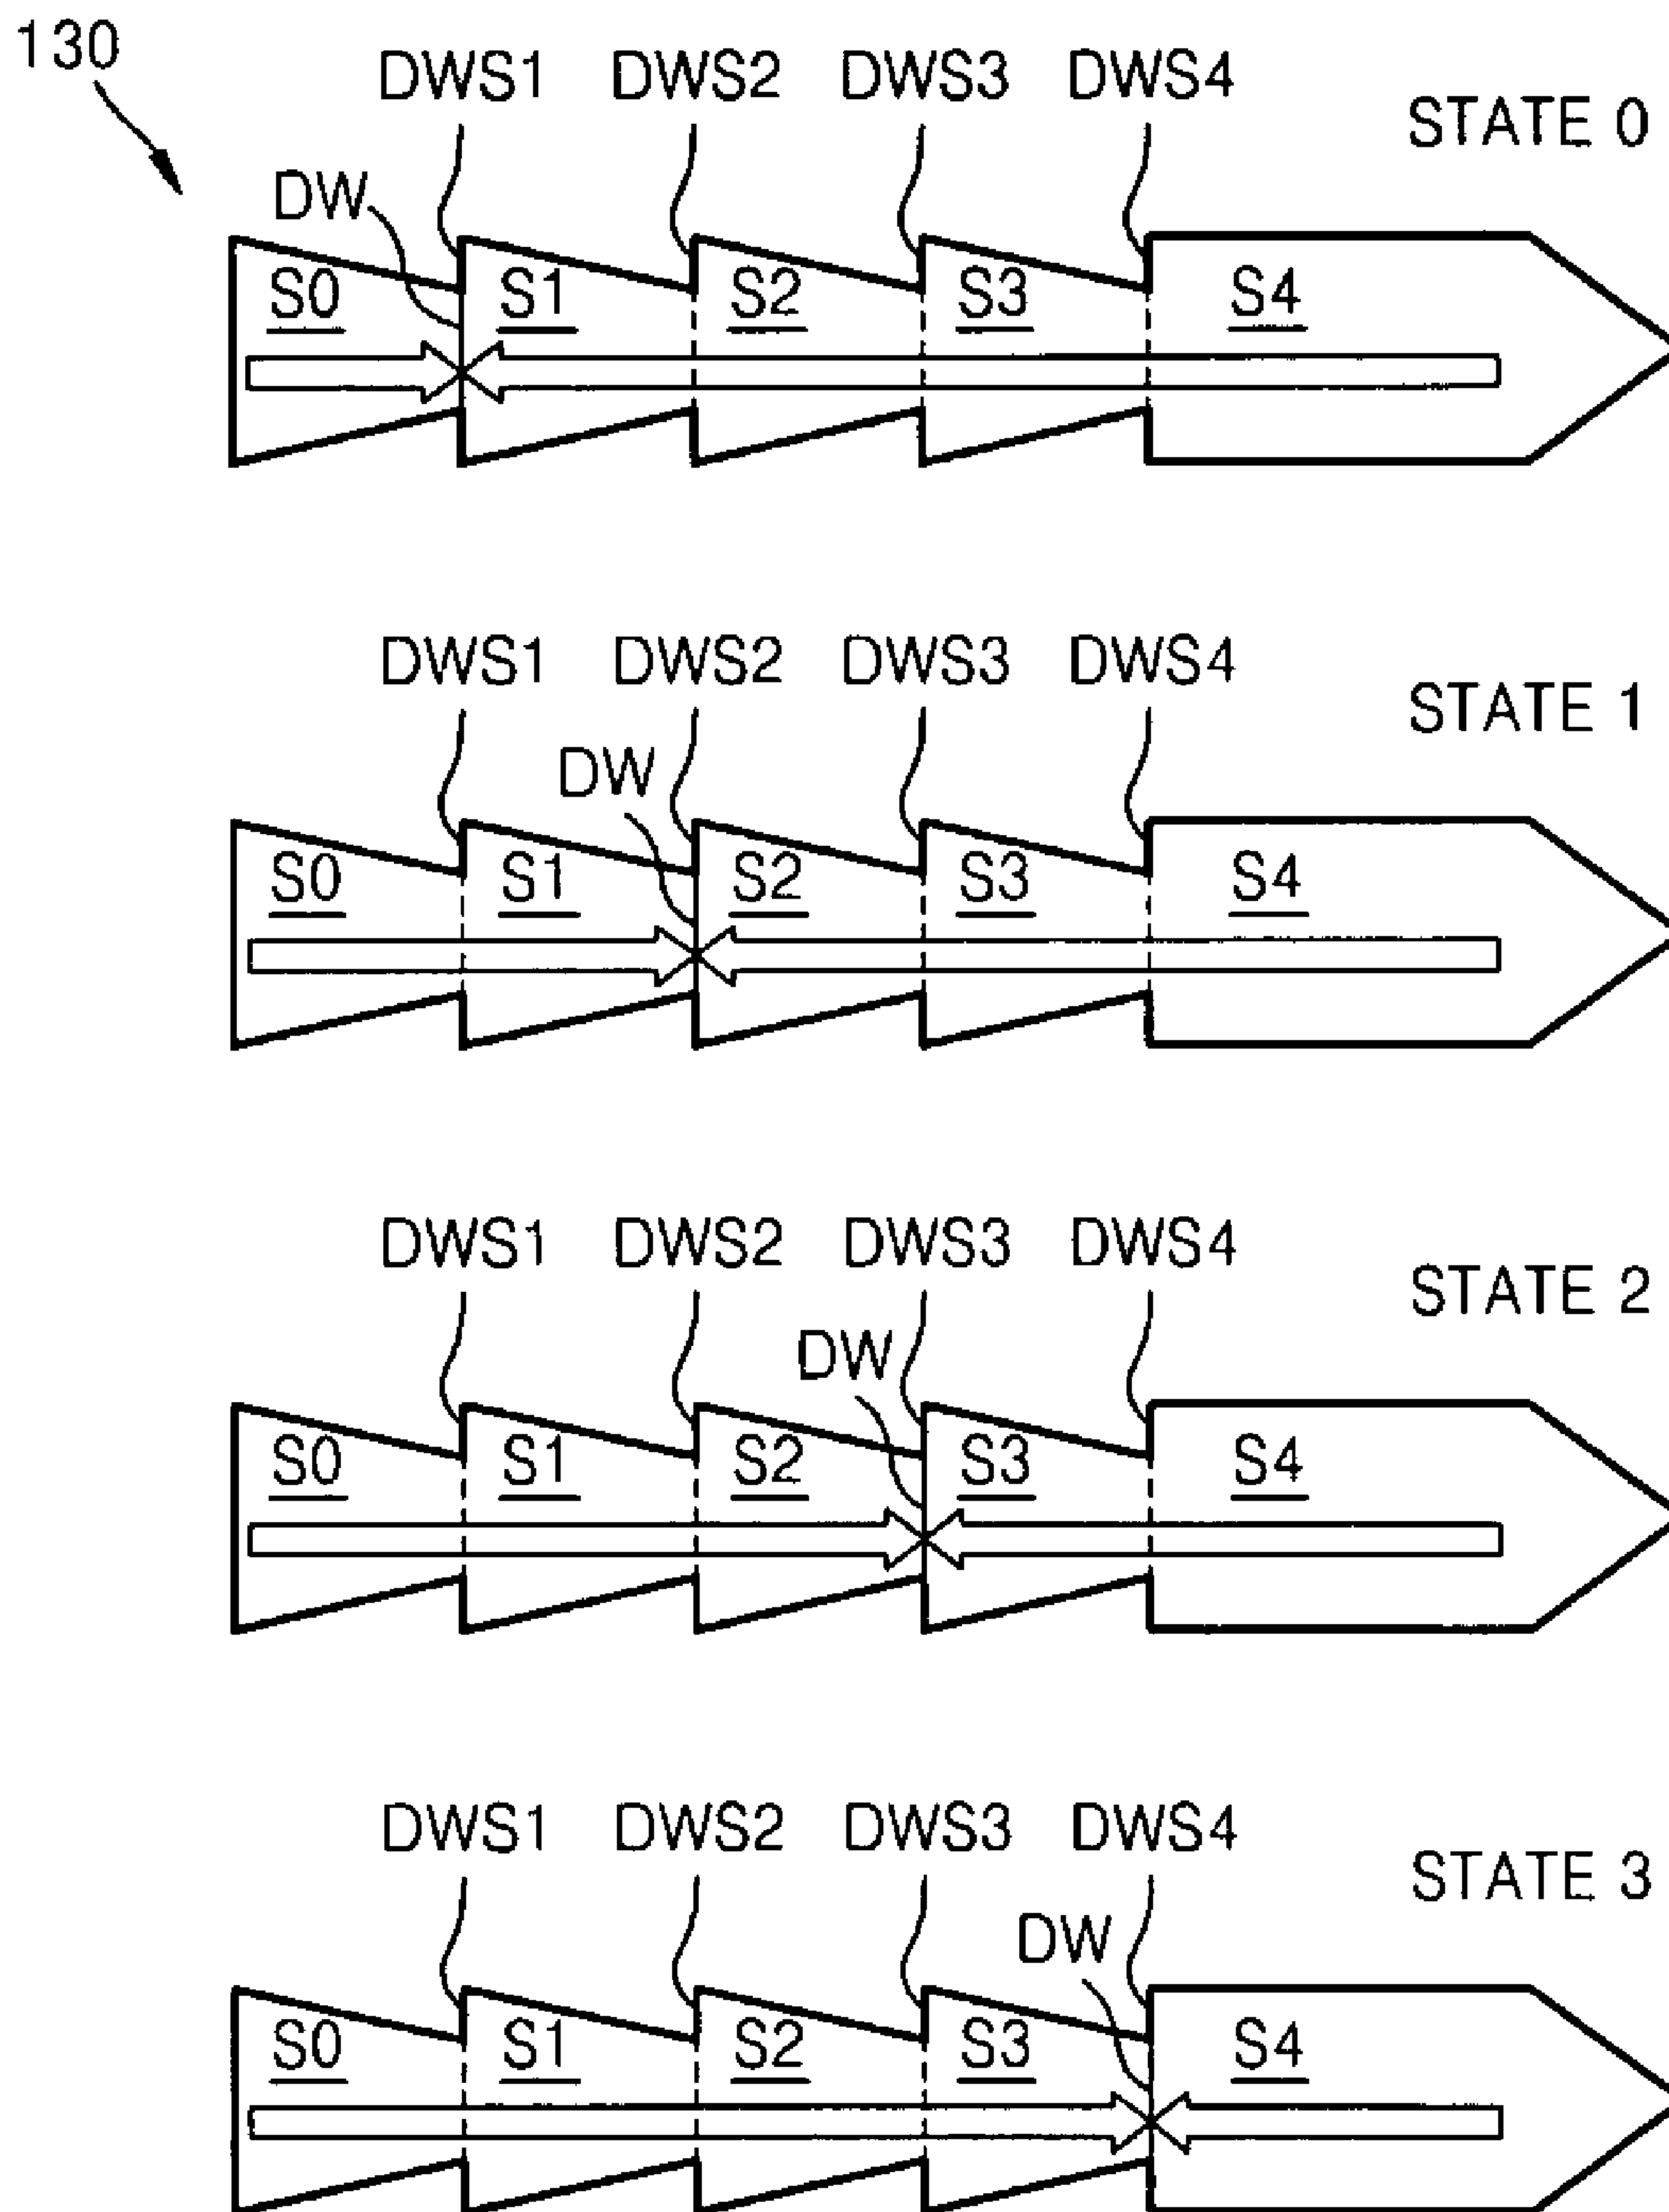 130
DWS1 DWS2 DWS3 DWS4
STATE 0
DW
S0 S1 S2 S3 S4
DWS1 DWS2 DWS3 DWS4
STATE 1
DW
S0 S1 S2 S3 S4
DWS1 DWS2 DWS3 DWS4
STATE 2
DW
S0 S1 S2 S3 S4
DWS1 DWS2 DWS3 DWS4
STATE 3
DW
S0 S1 S2 S3 S4